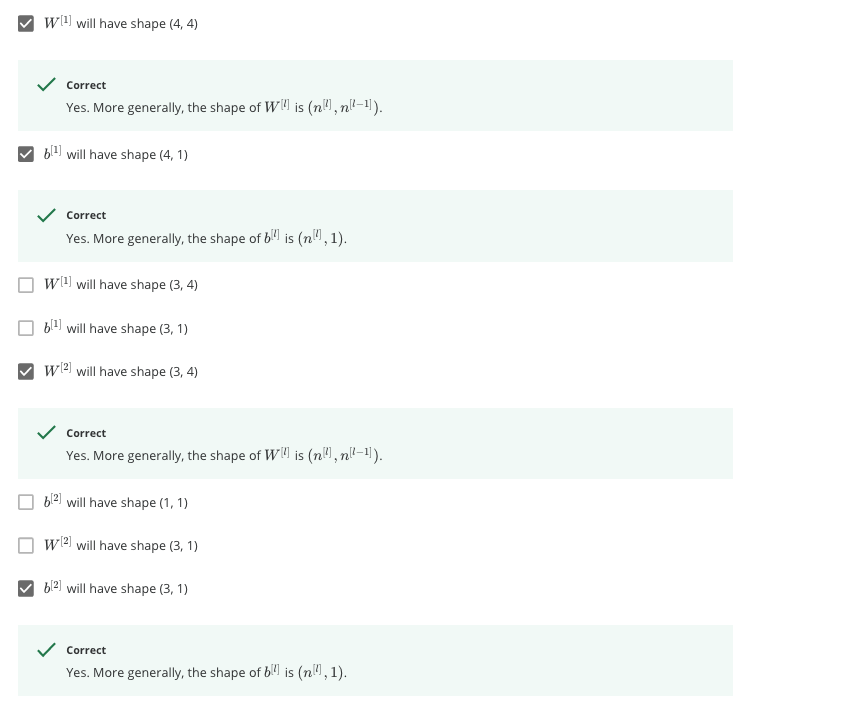 W^[1] will have shape (4, 4)
Correct
Yes. More generally, the shape of W^[l] is (n^[l], n^[l−1]).
b^[1] will have shape (4, 1)
Correct
Yes. More generally, the shape of b^[l] is (n^[l], 1).
W^[1] will have shape (3, 4)
b^[1] will have shape (3, 1)
W^[2] will have shape (3, 4)
Correct
Yes. More generally, the shape of W^[l] is (n^[l], n^[l−1]).
b^[2] will have shape (1, 1)
W^[2] will have shape (3, 1)
b^[2] will have shape (3, 1)
Correct
Yes. More generally, the shape of b^[l] is (n^[l], 1).